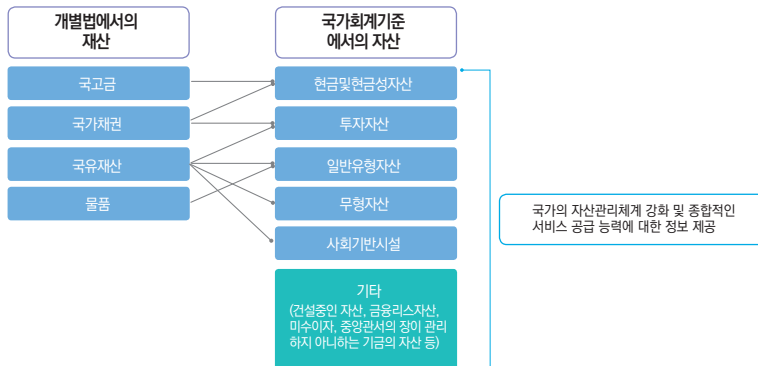 개별법에서의
재산
국가회계기준
에서의 자산
국고금
국가채권
국유재산
물품
현금및현금성자산
투자자산
일반유형자산
무형자산
사회기반시설
기타
(건설중인 자산, 금융리스자산,
미수이자, 중앙관서의 장이 관리
하지 아니하는 기금의 자산 등)
국가의 자산관리체계 강화 및 종합적인
서비스 공급 능력에 대한 정보 제공